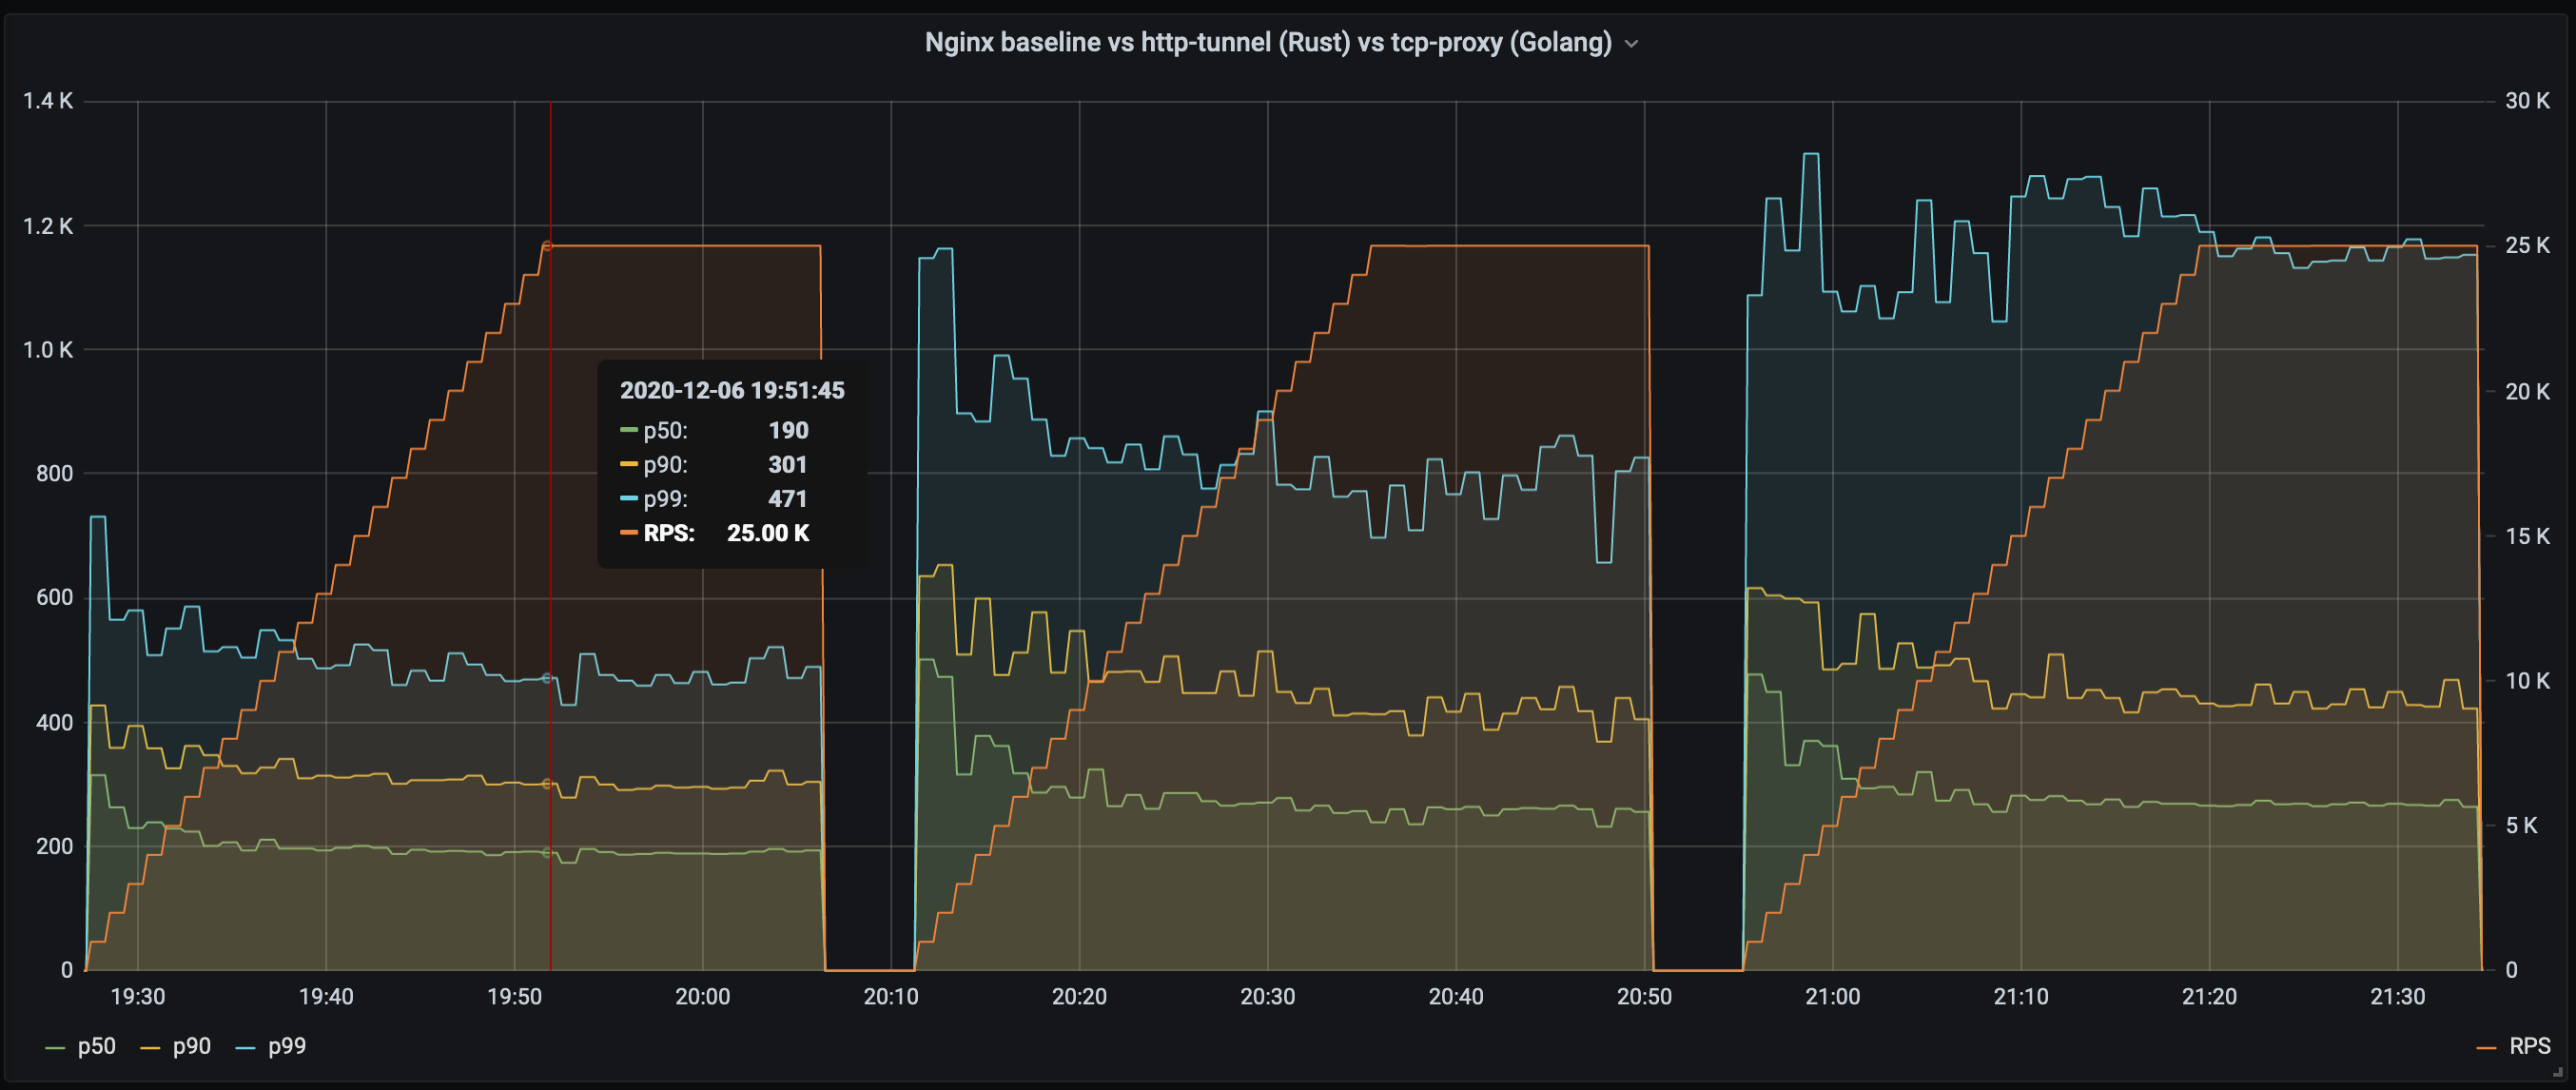 Nginx baseline vs http-tunnel (Rust) vs tcp-proxy (Golang)
1.4 K
30 K
1.2 K
25 K
1.0 K
20 K
800
15 K
600
10 K
400
5 K
200
0
0
2020-12-06 19:51:45
p50: 190
p90: 301
p99: 471
RPS: 25.00 K
19:30 19:40 19:50 20:00 20:10 20:20 20:30 20:40 20:50 21:00 21:10 21:20 21:30
p50 p90 p99 RPS